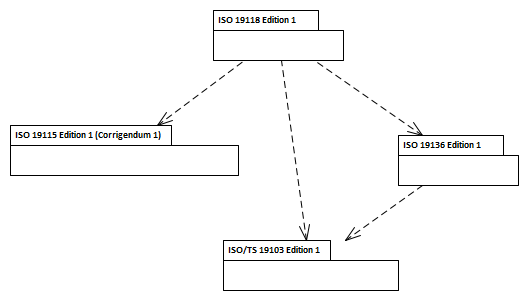 ISO 19118 Edition 1
ISO 19115 Edition 1 (Corrigendum 1)
ISO 19136 Edition 1
ISO/TS 19103 Edition 1